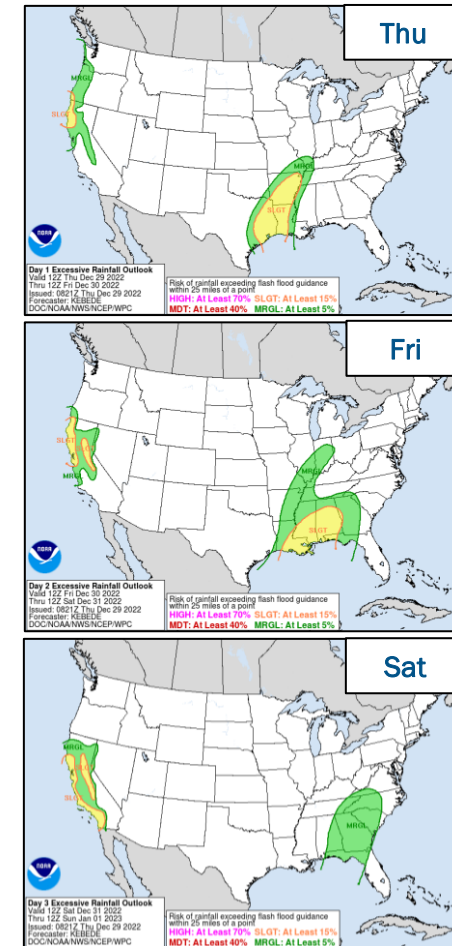 Thu
MRGL
SLGT
MRGL
SLGT
NOAA
Day 1 Excessive Rainfall Outlook
Valid 12Z Thu Dec 29 2022
Thru 12Z Fri Dec 30 2022
Issued: 0821Z Thu Dec 29 2022
Forecaster: KEBEDE
DOC/NOAA/NWS/NCEP/WPC
Risk of rainfall exceeding flash flood guidance
within 25 miles of a point
HIGH: At Least 70% SLGT: At Least 15%
MDT: At Least 40% MRGL: At Least 5%
Fri
SLGT
MRGL
MRGL
SLGT
NOAA
Day 2 Excessive Rainfall Outlook
Valid 12Z Fri Dec 30 2022
Thru 12Z Sat Dec 31 2022
Issued: 0821Z Thu Dec 29 2022
Forecaster: KEBEDE
DOC/NOAA/NWS/NCEP/WPC
Risk of rainfall exceeding flash flood guidance
within 25 miles of a point
HIGH: At Least 70% SLGT: At Least 15%
MDT: At Least 40% MRGL: At Least 5%
Sat
MRGL
SLGT
MRGL
NOAA
Day 3 Excessive Rainfall Outlook
Valid 12Z Sat Dec 31 2022
Thru 12Z Sun Jan 01 2023
Issued: 0821Z Thu Dec 29 2022
Forecaster: KEBEDE
DOC/NOAA/NWS/NCEP/WPC
Risk of rainfall exceeding flash flood guidance
within 25 miles of a point
HIGH: At Least 70% SLGT: At Least 15%
MDT: At Least 40% MRGL: At Least 5%